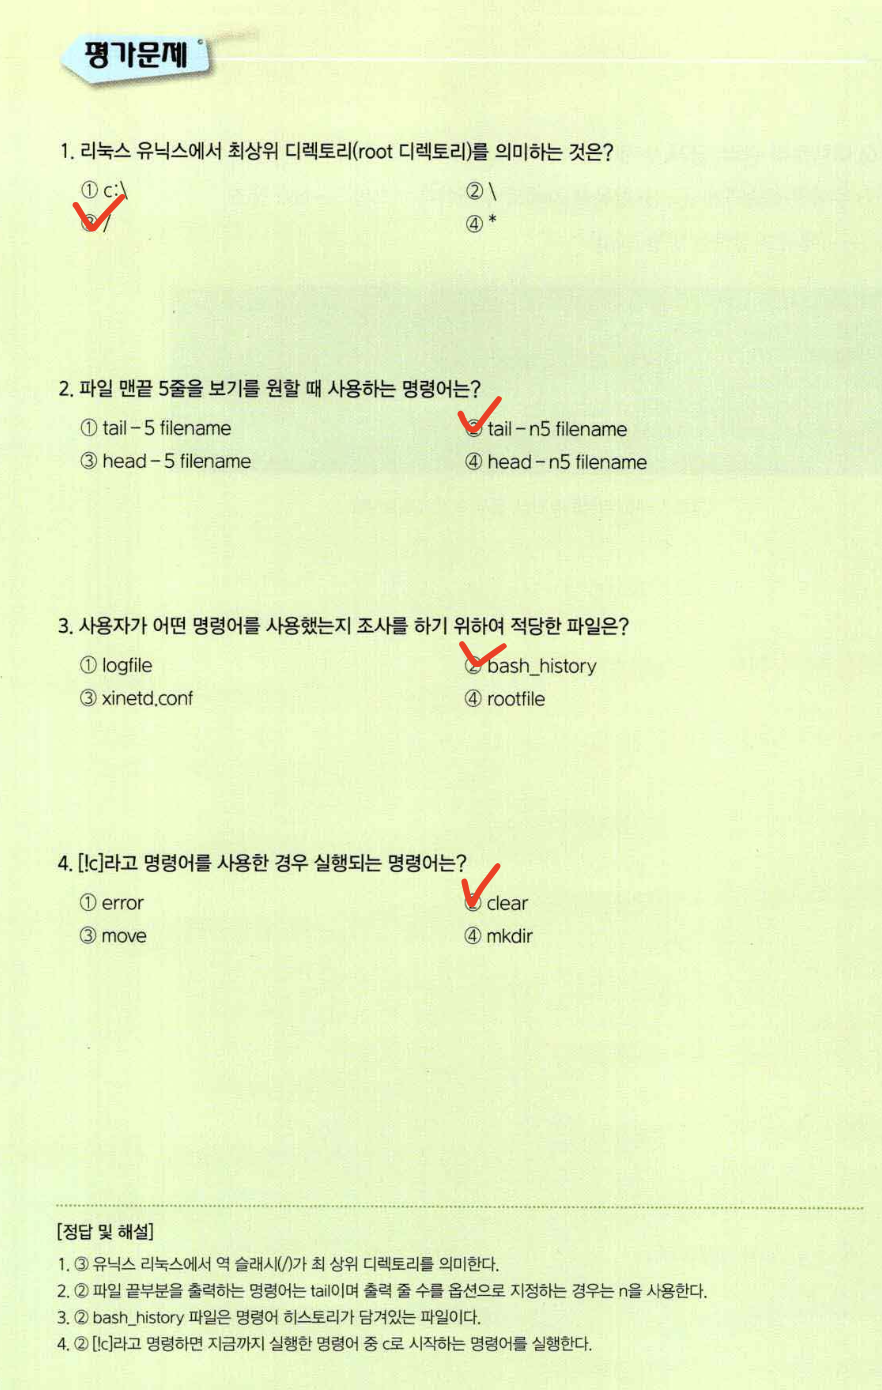 평가문제
1. 리눅스 유닉스에서 최상위 디렉토리(root 디렉토리)를 의미하는 것은?
① c:\ ② \
③ / ④ *
2. 파일 맨끝 5줄을 보기를 원할 때 사용하는 명령어는?
① tail – 5 filename ② tail – n5 filename
③ head – 5 filename ④ head – n5 filename
3. 사용자가 어떤 명령어를 사용했는지 조사를 하기 위하여 적당한 파일은?
① logfile ② bash_history
③ xinetd.conf ④ rootfile
4. [!c]라고 명령어를 사용한 경우 실행되는 명령어는?
① error ② clear
③ move ④ mkdir
[정답 및 해설]
1. ③ 유닉스 리눅스에서 역 슬래시(/)가 최 상위 디렉토리를 의미한다.
2. ② 파일 끝부분을 출력하는 명령어는 tail이며 출력 줄 수를 옵션으로 지정하는 경우는 n을 사용한다.
3. ② bash_history 파일은 명령어 히스토리가 담겨있는 파일이다.
4. ② [!c]라고 명령하면 지금까지 실행한 명령어 중 c로 시작하는 명령어를 실행한다.